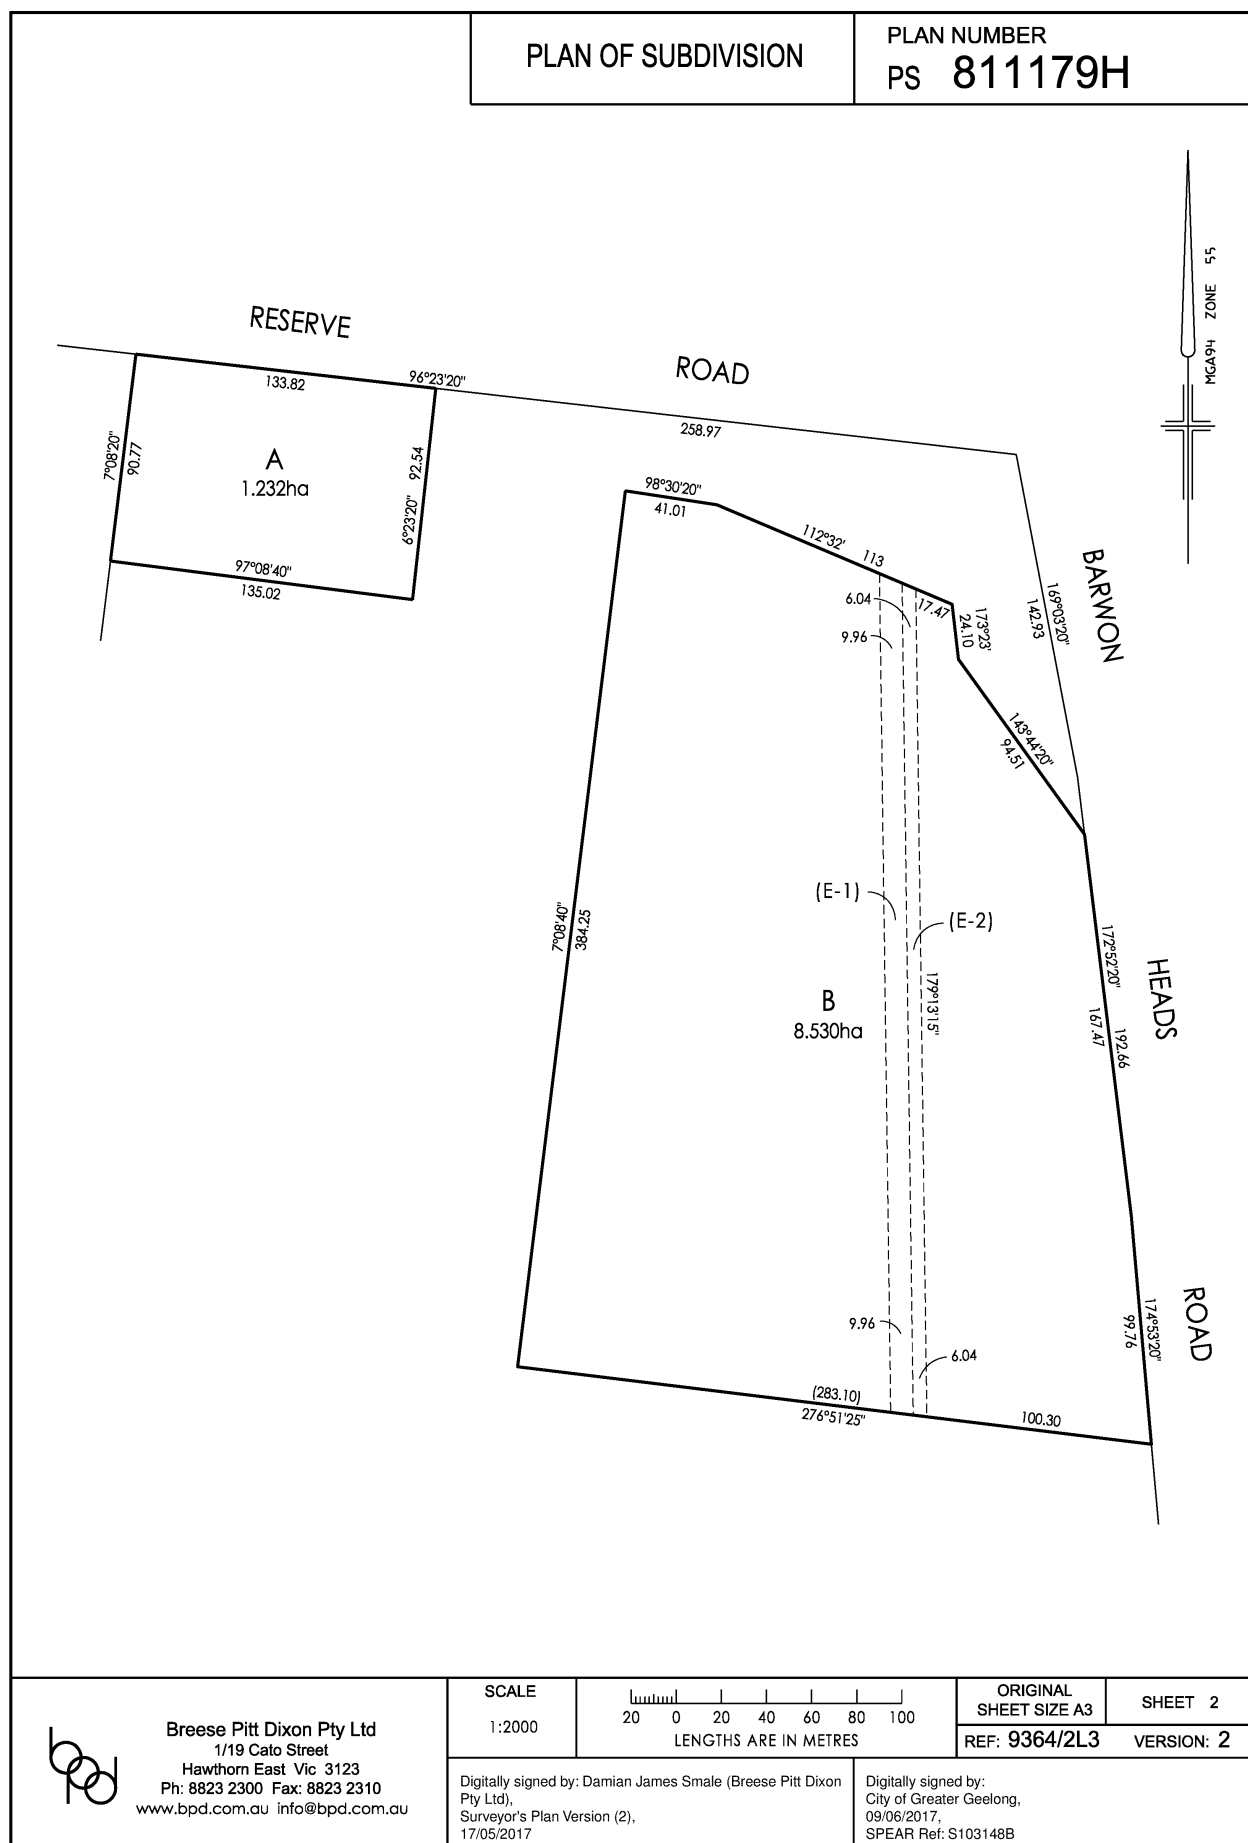 PLAN OF SUBDIVISION
PLAN NUMBER
PS 811179H
MGA94 ZONE 55
RESERVE
ROAD
133.82
96°23'20"
258.97
7°08'20"
90.77
A
1.232ha
92.54
6°23'20"
97°08'40"
135.02
98°30'20"
41.01
112°32'
113
6.04
17.47
9.96
173°23'
24.10
169°03'20"
142.93
BARWON
143°44'20"
94.51
(E-1)
(E-2)
7°08'40"
384.25
179°13'15"
172°52'20"
167.47
192.66
HEADS
B
8.530ha
9.96
6.04
174°53'20"
99.76
ROAD
(283.10)
276°51'25"
100.30
bpd
Breese Pitt Dixon Pty Ltd
1/19 Cato Street
Hawthorn East Vic 3123
Ph: 8823 2300 Fax: 8823 2310
www.bpd.com.au info@bpd.com.au
SCALE
1:2000
20 0 20 40 60 80 100
LENGTHS ARE IN METRES
ORIGINAL
SHEET SIZE A3
SHEET 2
REF: 9364/2L3
VERSION: 2
Digitally signed by: Damian James Smale (Breese Pitt Dixon
Pty Ltd),
Surveyor's Plan Version (2),
17/05/2017
Digitally signed by:
City of Greater Geelong,
09/06/2017,
SPEAR Ref: S103148B